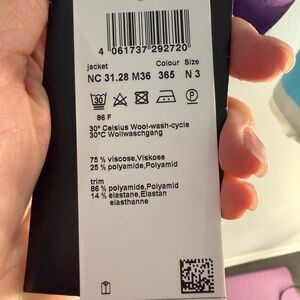 4 061737 292720
jacket Colour Size
NC 31.28 M36 365 N 3
30
86 F
30° Celsius Wool-wash-cycle
30°C Wollwaschgang
75 % viscose,Viskose
25 % polyamide,Polyamid
trim
86 % polyamide,Polyamid
14 % elastane,Elastan
elasthanne